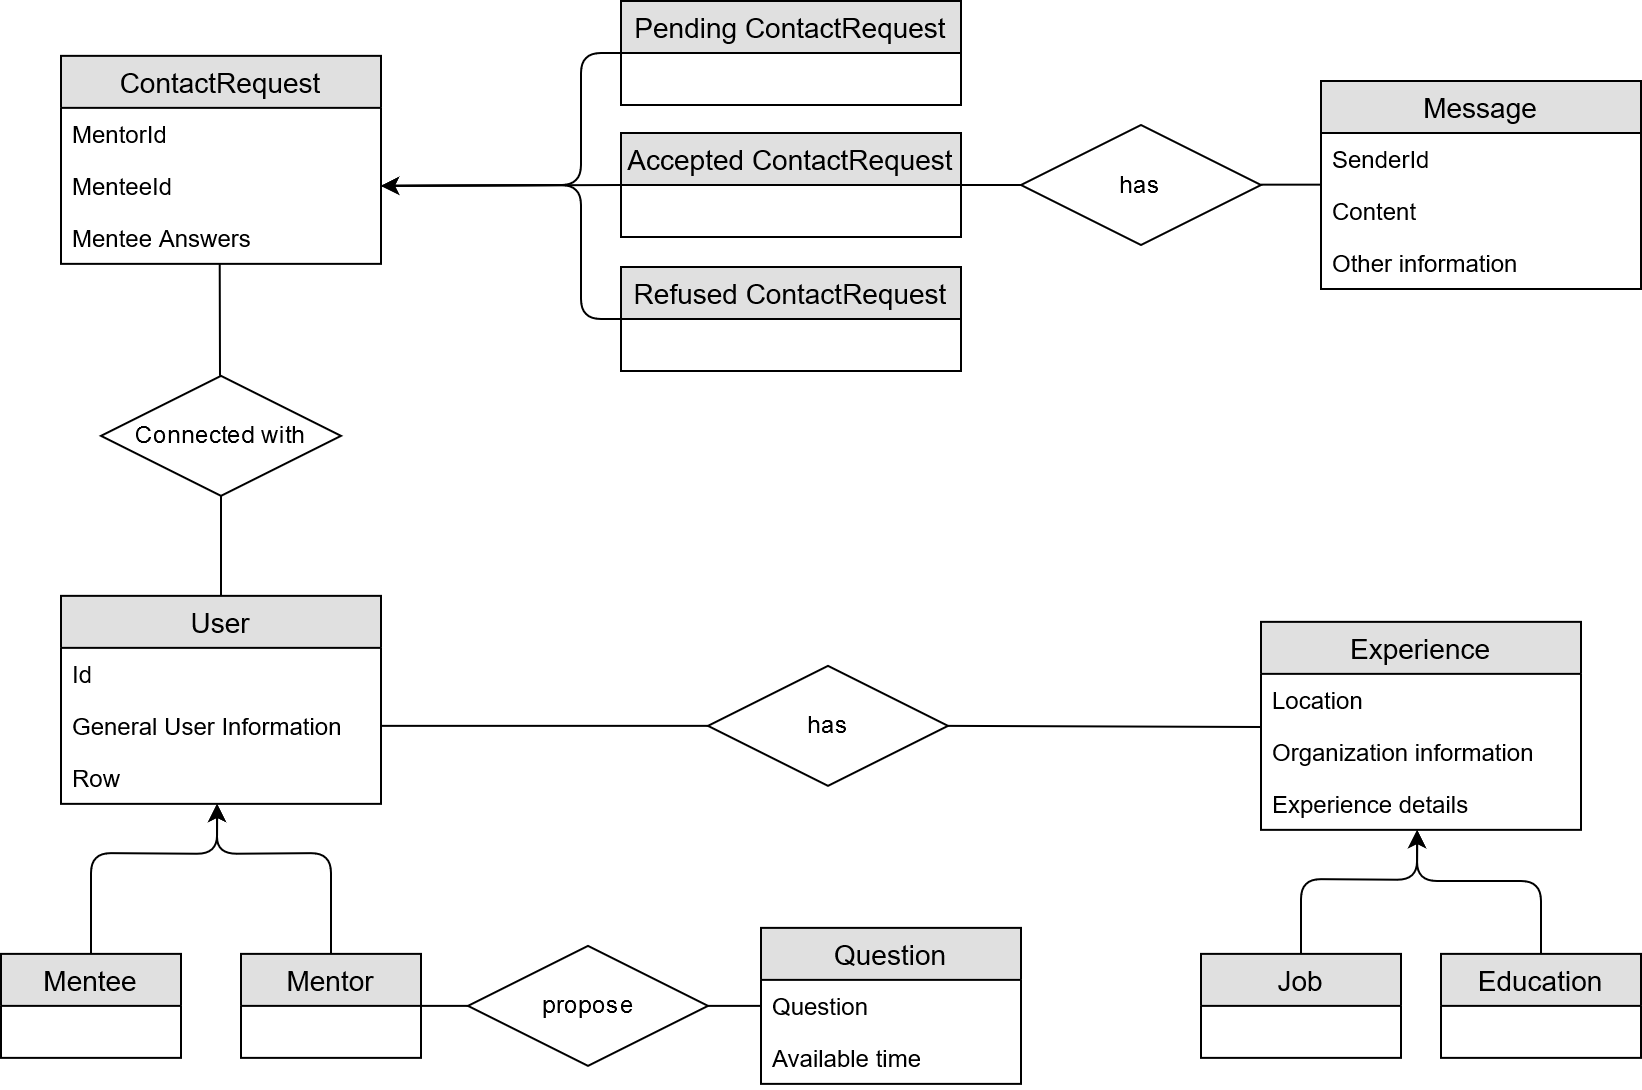 Pending ContactRequest
ContactRequest
MentorId
MenteeId
Mentee Answers
Accepted ContactRequest
has
Message
SenderId
Content
Other information
Refused ContactRequest
Connected with
User
Id
General User Information
Row
has
Experience
Location
Organization information
Experience details
Mentee
Mentor
propose
Question
Question
Available time
Job
Education